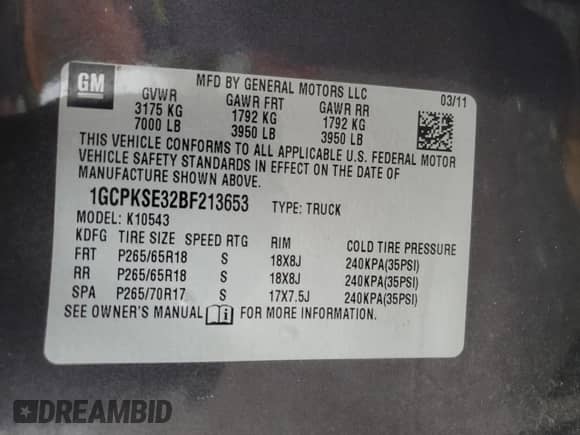 GM
MFD BY GENERAL MOTORS LLC
03/11
GVWR GAWR FRT GAWR RR
3175 KG 1792 KG 1792 KG
7000 LB 3950 LB 3950 LB
THIS VEHICLE CONFORMS TO ALL APPLICABLE U.S. FEDERAL MOTOR
VEHICLE SAFETY STANDARDS IN EFFECT ON THE DATE OF
MANUFACTURE SHOWN ABOVE.
1GCPKSE32BF213653 TYPE: TRUCK
MODEL: K10543
KDFG TIRE SIZE SPEED RTG RIM COLD TIRE PRESSURE
FRT P265/65R18 S 18X8J 240KPA(35PSI)
RR P265/65R18 S 18X8J 240KPA(35PSI)
SPA P265/70R17 S 17X7.5J 240KPA(35PSI)
SEE OWNER'S MANUAL FOR MORE INFORMATION.
DREAMBID